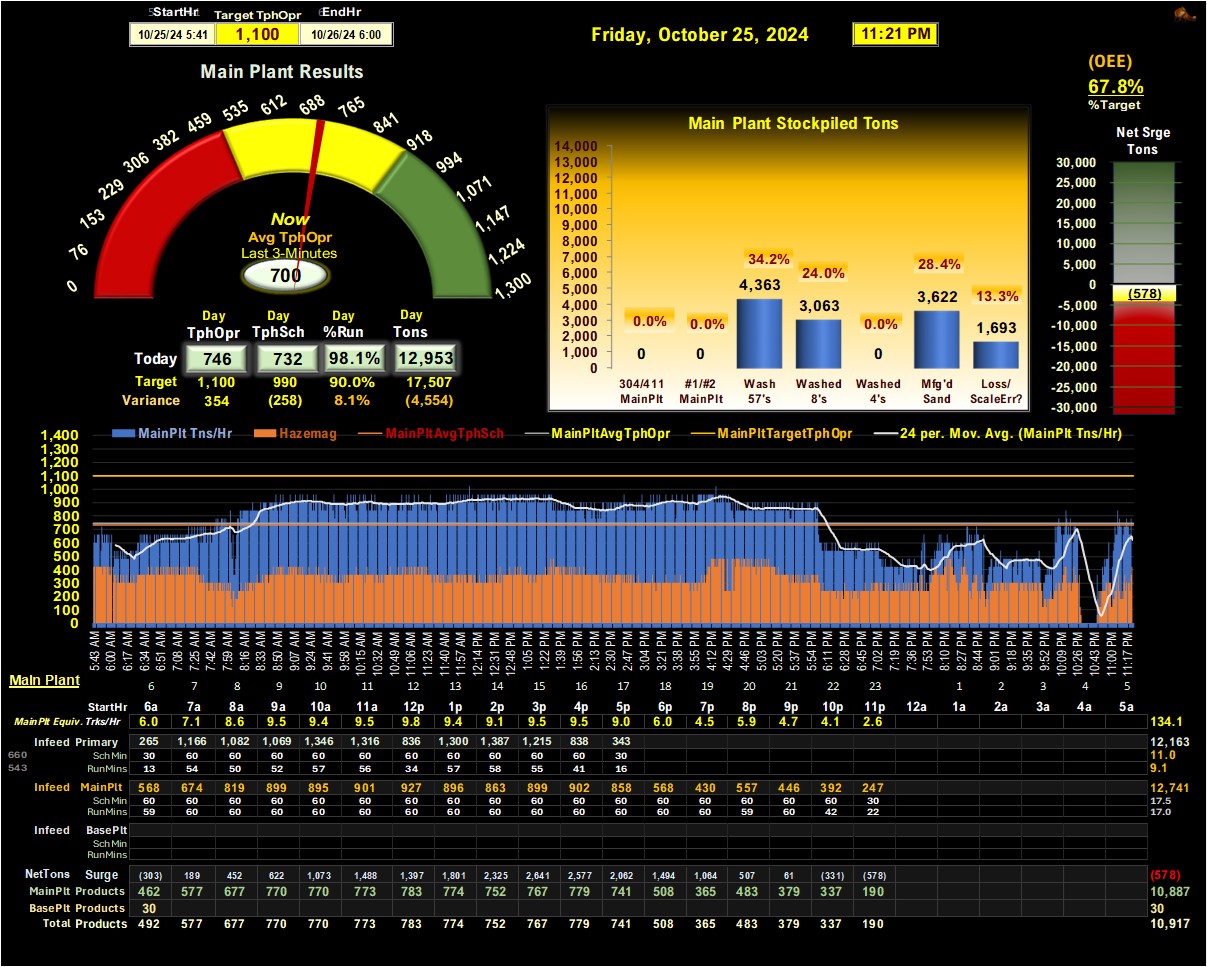 StartHr Target TphOpr EndHr
10/25/24 5:41 1,100 10/26/24 6:00
Friday, October 25, 2024 11:21 PM
Main Plant Results
0 76 153 229 306 382 459 535 612 688 765 841 918 994 1,071 1,147 1,224 1,300
Now
Avg TphOpr
Last 3-Minutes
700
Day Day Day Day
TphOpr TphSch %Run Tons
Today 746 732 98.1% 12,953
Target 1,100 990 90.0% 17,507
Variance 354 (258) 8.1% (4,554)
Main Plant Stockpiled Tons
14,000
13,000
12,000
11,000
10,000
9,000
8,000
7,000
6,000
5,000
4,000
3,000
2,000
1,000
0
0.0% 0.0% 34.2% 24.0% 0.0% 28.4% 13.3%
0 0 4,363 3,063 0 3,622 1,693
304/411 #1/#2 Wash Washed Washed Mfg'd Loss/
MainPlt MainPlt 57's 8's 4's Sand ScaleErr?
(OEE)
67.8%
%Target
Net Srge
Tons
30,000
25,000
20,000
15,000
10,000
5,000
0
(578)
-5,000
-10,000
-15,000
-20,000
-25,000
-30,000
MainPlt Tns/Hr Hazemag MainPltAvgTphSch MainPltAvgTphOpr MainPltTargetTphOpr 24 per. Mov. Avg. (MainPlt Tns/Hr)
1,400
1,300
1,200
1,100
1,000
900
800
700
600
500
400
300
200
100
0
5:43 AM 6:00 AM 6:17 AM 6:34 AM 6:51 AM 7:08 AM 7:25 AM 7:42 AM 7:59 AM 8:16 AM 8:33 AM 8:50 AM 9:07 AM 9:24 AM 9:41 AM 9:58 AM 10:15 AM 10:32 AM 10:49 AM 11:06 AM 11:23 AM 11:40 AM 11:57 AM 12:14 PM 12:31 PM 12:48 PM 1:05 PM 1:22 PM 1:39 PM 1:56 PM 2:13 PM 2:30 PM 2:47 PM 3:04 PM 3:21 PM 3:38 PM 3:55 PM 4:12 PM 4:29 PM 4:46 PM 5:03 PM 5:20 PM 5:37 PM 5:54 PM 6:11 PM 6:28 PM 6:45 PM 7:02 PM 7:19 PM 7:36 PM 7:53 PM 8:10 PM 8:27 PM 8:44 PM 9:01 PM 9:18 PM 9:35 PM 9:52 PM 10:09 PM 10:26 PM 10:43 PM 11:00 PM 11:17 PM
Main Plant
6 7 8 9 10 11 12 13 14 15 16 17 18 19 20 21 22 23 1 2 3 4 5
StartHr 6a 7a 8a 9a 10a 11a 12p 1p 2p 3p 4p 5p 6p 7p 8p 9p 10p 11p 12a 1a 2a 3a 4a 5a
MainPlt Equiv. Trks/Hr 6.0 7.1 8.6 9.5 9.4 9.5 9.8 9.4 9.1 9.5 9.5 9.0 6.0 4.5 5.9 4.7 4.1 2.6 134.1
Infeed Primary 265 1,166 1,082 1,069 1,346 1,316 836 1,300 1,387 1,215 838 343 12,163
660 SchMin 30 60 60 60 60 60 60 60 60 60 60 30 11.0
543 RunMins 13 54 50 52 57 56 34 57 58 55 41 16 9.1
Infeed MainPlt 568 674 819 899 895 901 927 896 863 899 902 858 568 430 557 446 392 247 12,741
SchMin 60 60 60 60 60 60 60 60 60 60 60 60 60 60 60 60 60 30 17.5
RunMins 59 60 60 60 60 60 60 60 60 60 60 60 60 60 59 60 42 22 17.0
Infeed BasePlt
SchMin
RunMins
NetTons Surge (303) 189 452 622 1,073 1,488 1,397 1,801 2,325 2,641 2,577 2,062 1,494 1,064 507 61 (331) (578) (578)
MainPlt Products 462 577 677 770 770 773 783 774 752 767 779 741 508 365 483 379 337 190 10,887
BasePlt Products 30 30
Total Products 492 577 677 770 770 773 783 774 752 767 779 741 508 365 483 379 337 190 10,917